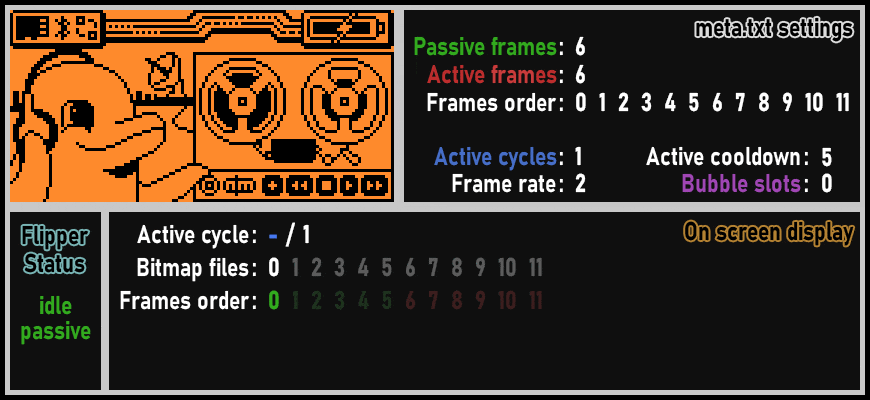 meta.txt settings
Passive frames: 6
Active frames: 6
Frames order: 0 1 2 3 4 5 6 7 8 9 10 11
Active cycles: 1 Active cooldown: 5
Frame rate: 2 Bubble slots: 0
Flipper
Status
idle
passive
On screen display
Active cycle: - / 1
Bitmap files: 0 1 2 3 4 5 6 7 8 9 10 11
Frames order: 0 1 2 3 4 5 6 7 8 9 10 11